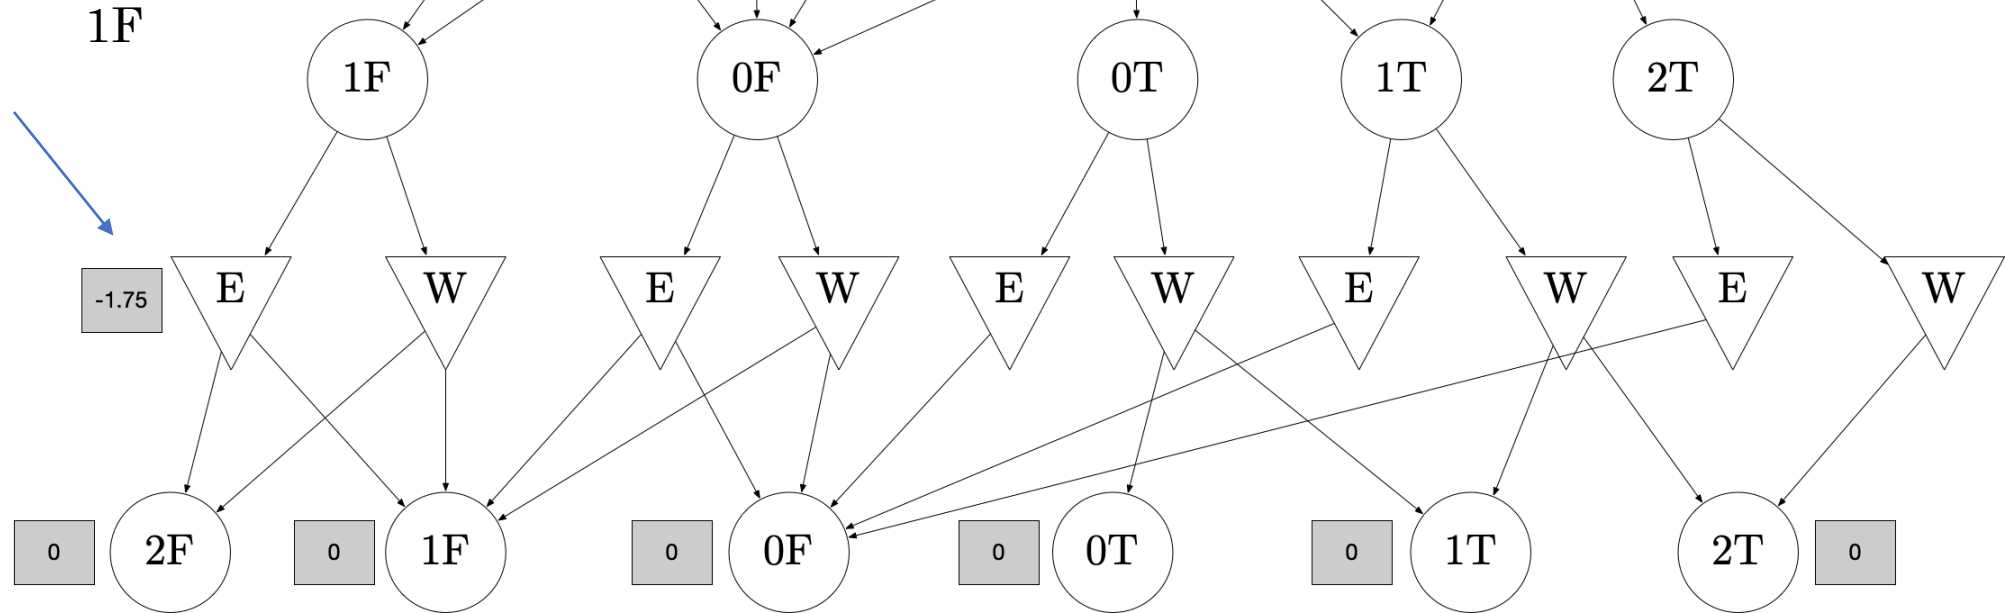 1F
1F 0F 0T 1T 2T
-1.75 E W E W E W E W E W
0 2F 0 1F 0 0F 0 0T 0 1T 2T 0